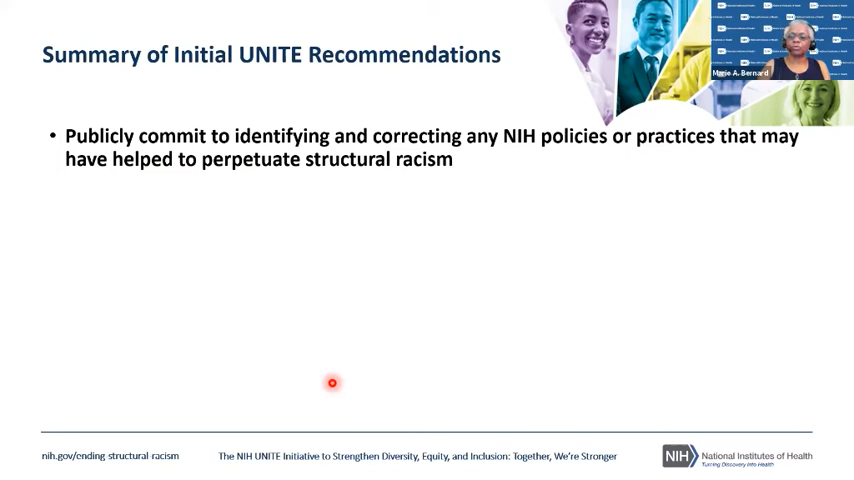 Summary of Initial UNITE Recommendations
Marie A. Bernard
• Publicly commit to identifying and correcting any NIH policies or practices that may
have helped to perpetuate structural racism
nih.gov/ending-structural-racism
The NIH UNITE Initiative to Strengthen Diversity, Equity, and Inclusion: Together, We're Stronger
NIH
National Institutes of Health
Turning Discovery Into Health